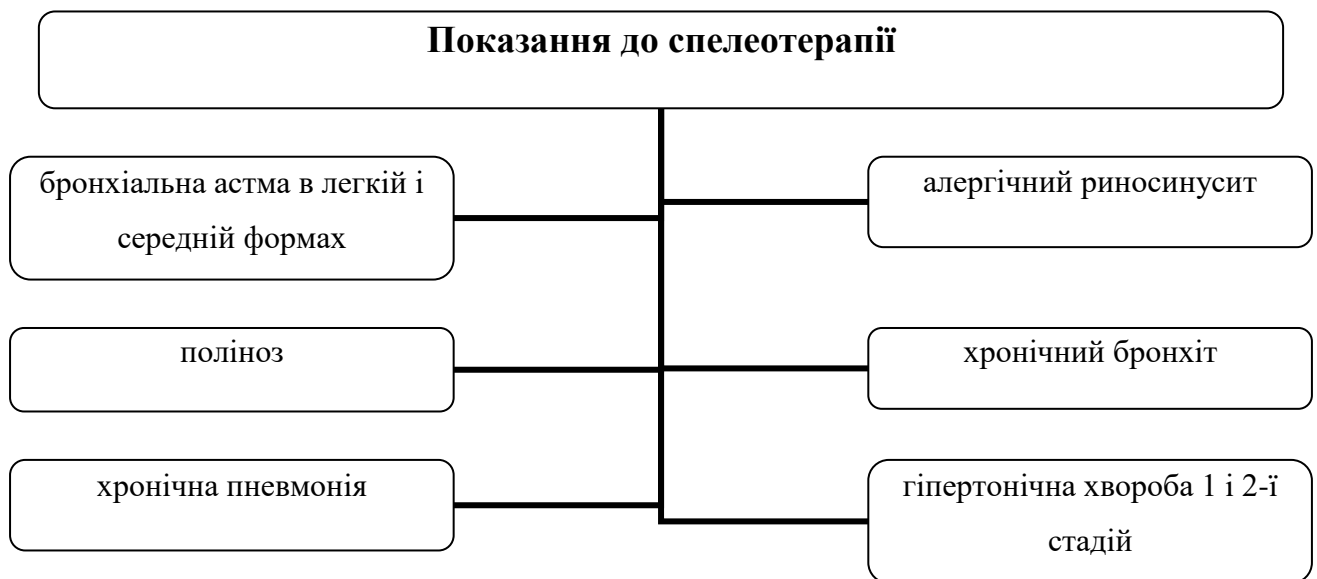 Показання до спелеотерапії
бронхіальна астма в легкій і
середній формах
алергічний риносинусит
поліноз
хронічний бронхіт
хронічна пневмонія
гіпертонічна хвороба 1 і 2-ї
стадій